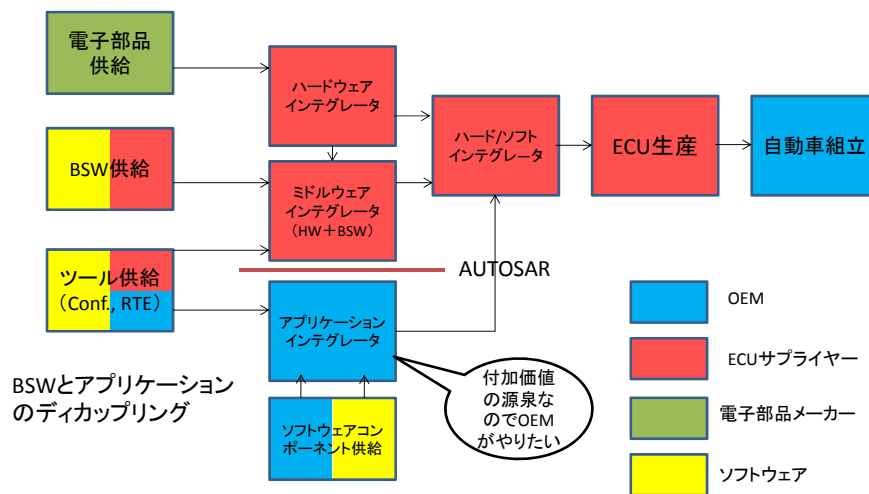 電子部品
供給
ハードウェア
インテグレータ
ハード/ソフト
インテグレータ
ECU生産
自動車組立
BSW供給
ミドルウェア
インテグレータ
（HW＋BSW）
ツール供給
（Conf., RTE）
AUTOSAR
アプリケーション
インテグレータ
BSWとアプリケーション
のディカップリング
付加価値
の源泉な
のでOEM
がやりたい
ソフトウェアコン
ポーネント供給
OEM
ECUサプライヤー
電子部品メーカー
ソフトウェア